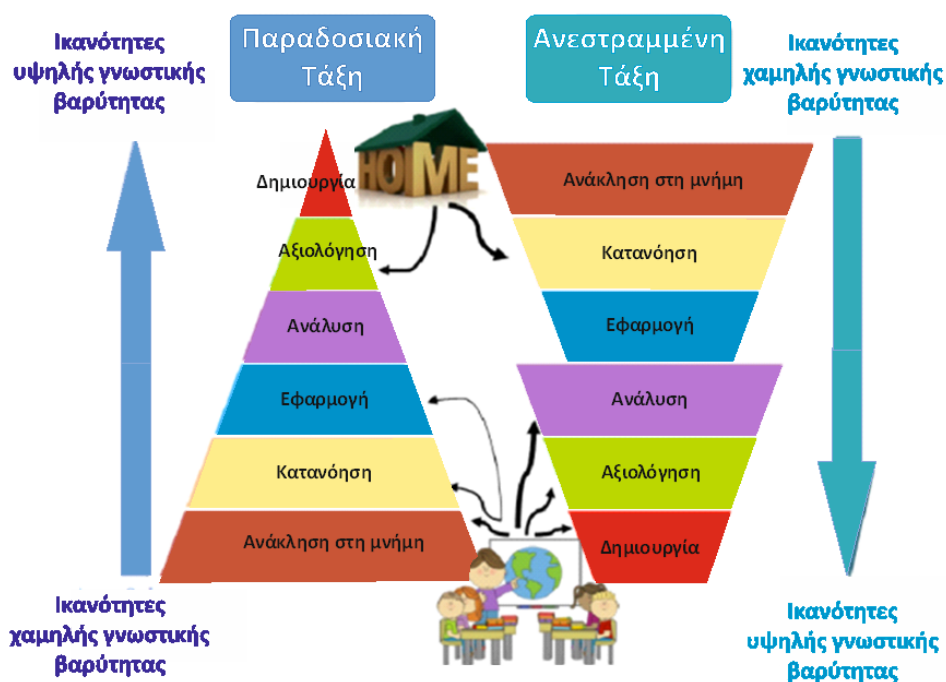 Ικανότητες
υψηλής γνωστικής
βαρύτητας
Παραδοσιακή
Τάξη
Ανεστραμμένη
Τάξη
Ικανότητες
χαμηλής γνωστικής
βαρύτητας
HOME
Δημιουργία
Αξιολόγηση
Ανάλυση
Εφαρμογή
Κατανόηση
Ανάκληση στη μνήμη
Ανάκληση στη μνήμη
Κατανόηση
Εφαρμογή
Ανάλυση
Αξιολόγηση
Δημιουργία
Ικανότητες
χαμηλής γνωστικής
βαρύτητας
Ικανότητες
υψηλής γνωστικής
βαρύτητας